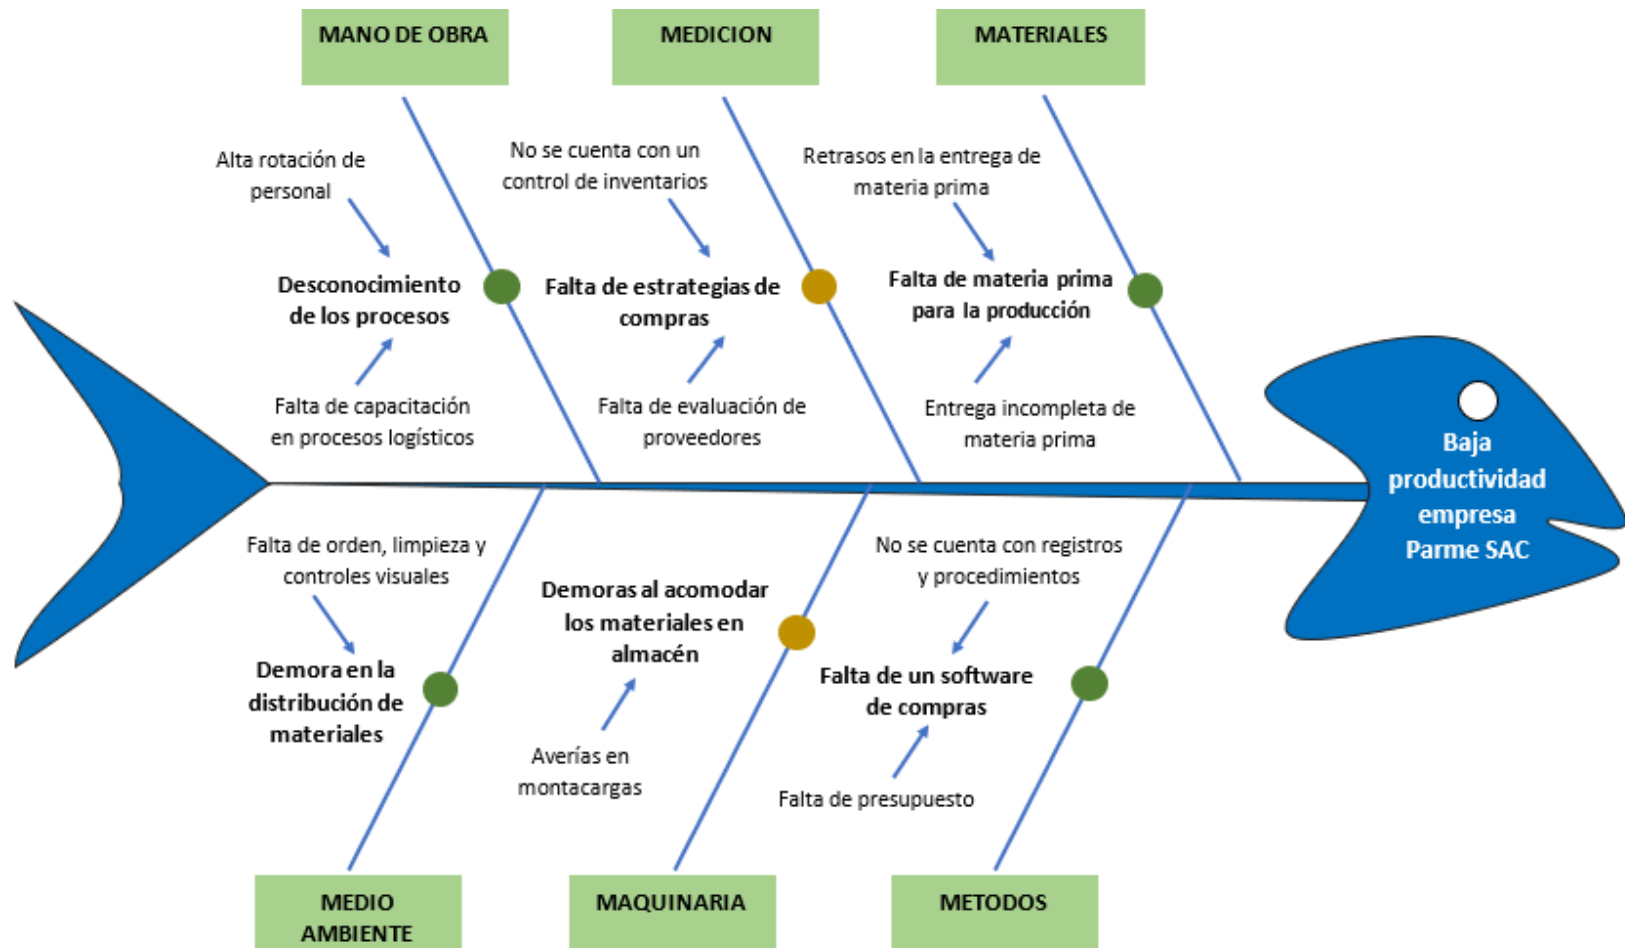 MANO DE OBRA
MEDICION
MATERIALES
Alta rotación de
personal
No se cuenta con un
control de inventarios
Retrasos en la entrega de
materia prima
Desconocimiento
de los procesos
Falta de estrategias de
compras
Falta de materia prima
para la producción
Falta de capacitación
en procesos logísticos
Falta de evaluación de
proveedores
Entrega incompleta de
materia prima
Baja
productividad
empresa
Parme SAC
Falta de orden, limpieza y
controles visuales
Demora en la
distribución de
materiales
Demoras al acomodar
los materiales en
almacén
Averías en
montacargas
No se cuenta con registros
y procedimientos
Falta de un software
de compras
Falta de presupuesto
MEDIO
AMBIENTE
MAQUINARIA
METODOS